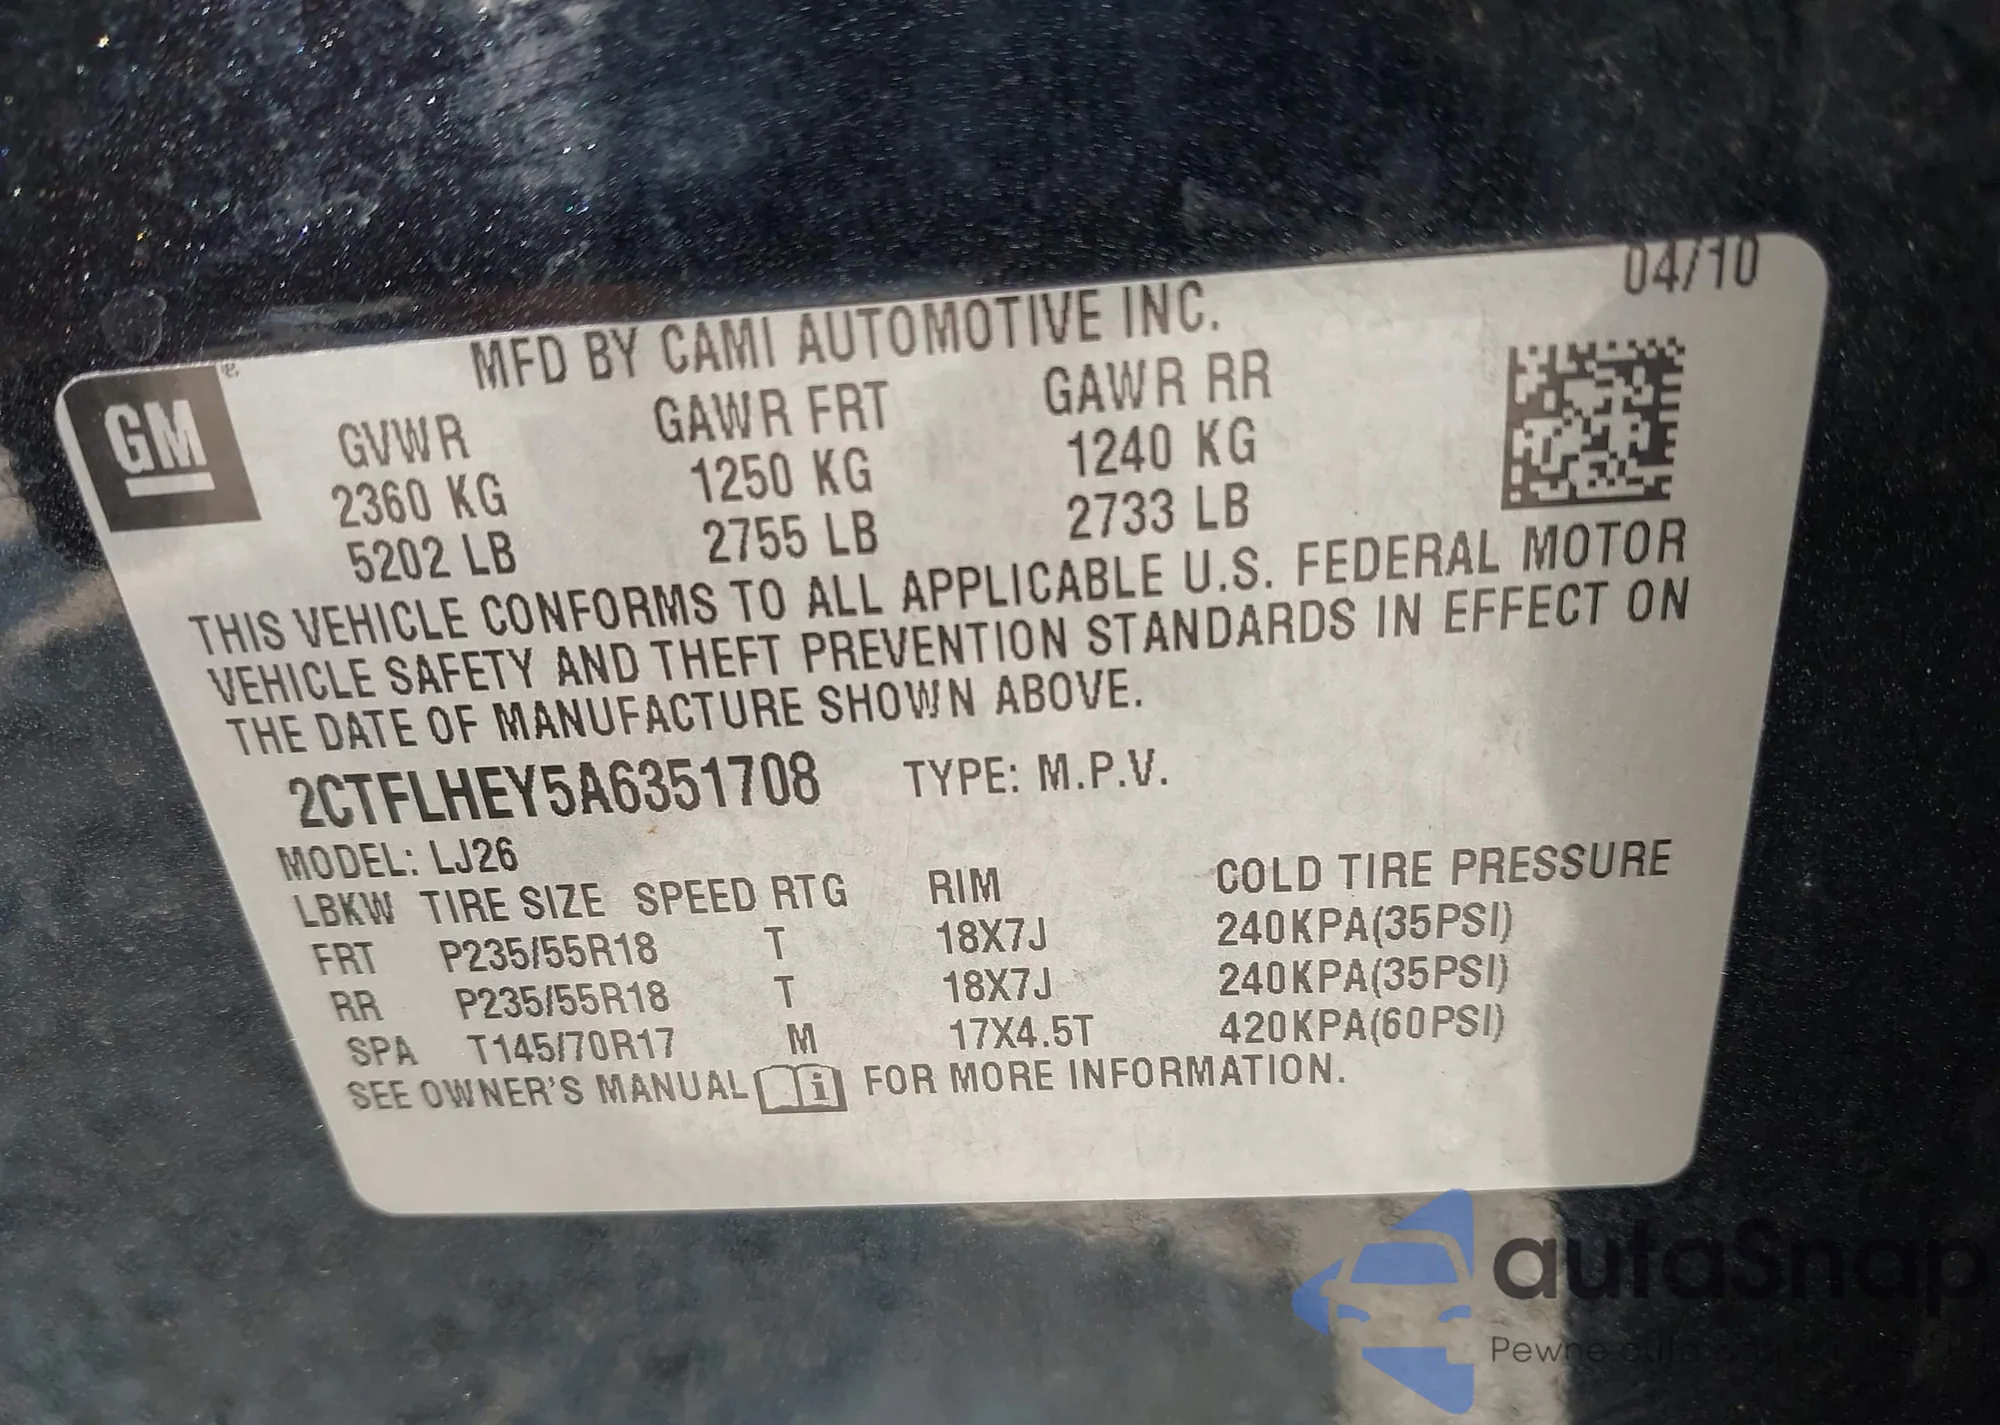 04/10
MFD BY CAMI AUTOMOTIVE INC.
GM
GVWR GAWR FRT GAWR RR
2360 KG 1250 KG 1240 KG
5202 LB 2755 LB 2733 LB
THIS VEHICLE CONFORMS TO ALL APPLICABLE U.S. FEDERAL MOTOR
VEHICLE SAFETY AND THEFT PREVENTION STANDARDS IN EFFECT ON
THE DATE OF MANUFACTURE SHOWN ABOVE.
2CTFLHEY5A6351708 TYPE: M.P.V.
MODEL: LJ26
LBKW TIRE SIZE SPEED RTG RIM COLD TIRE PRESSURE
FRT P235/55R18 T 18X7J 240KPA(35PSI)
RR P235/55R18 T 18X7J 240KPA(35PSI)
SPA T145/70R17 M 17X4.5T 420KPA(60PSI)
SEE OWNER'S MANUAL FOR MORE INFORMATION.
autaSnap
Pewne